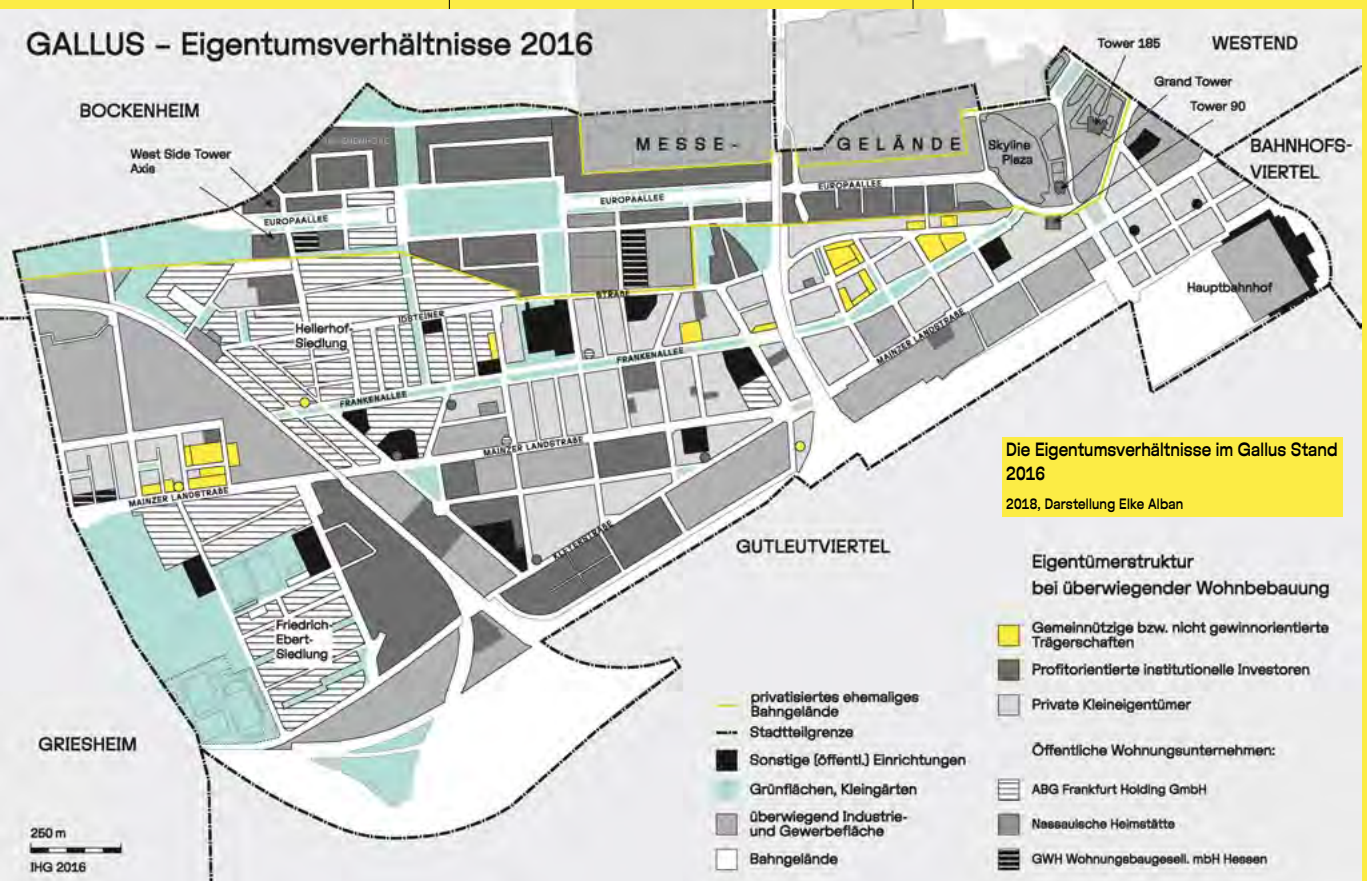 GALLUS – Eigentumsverhältnisse 2016
Tower 185
WESTEND
Grand Tower
Tower 90
BOCKENHEIM
West Side Tower
Axis
MESSE-
GELÄNDE
Skyline
Plaza
BAHNHOFS-
VIERTEL
EUROPAALLEE
EUROPAALLEE
EUROPAALLEE
Hauptbahnhof
STRAßE
IDSTEINER
Hellerhof-
Siedlung
FRANKENALLEE
FRANKENALLEE
MAINZER LANDSTRAßE
MAINZER LANDSTRAßE
MAINZER LANDSTRAßE
Die Eigentumsverhältnisse im Gallus Stand
2016
2018, Darstellung Elke Alban
KLEYERSTRAßE
GUTLEUTVIERTEL
Friedrich-
Ebert-
Siedlung
GRIESHEIM
250 m
IHG 2016
privatisiertes ehemaliges
Bahngelände
Stadtteilgrenze
Sonstige (öffentl.) Einrichtungen
Grünflächen, Kleingärten
überwiegend Industrie-
und Gewerbefläche
Bahngelände
Eigentümerstruktur
bei überwiegender Wohnbebauung
Gemeinnützige bzw. nicht gewinnorientierte
Trägerschaften
Profitorientierte institutionelle Investoren
Private Kleineigentümer
Öffentliche Wohnungsunternehmen:
ABG Frankfurt Holding GmbH
Nassauische Heimstätte
GWH Wohnungsbaugesell. mbH Hessen